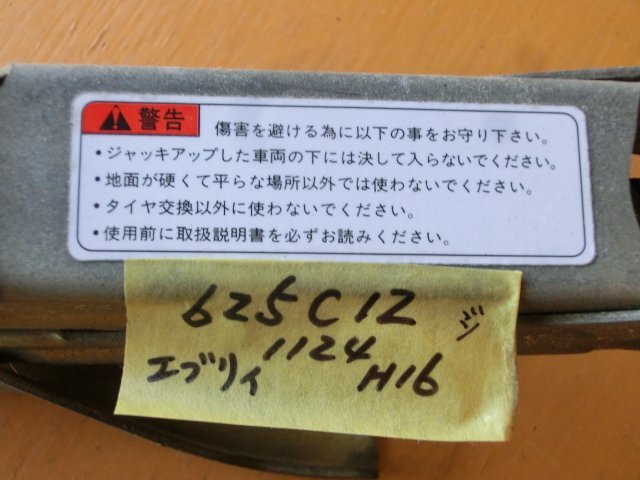 警告 傷害を避ける為に以下の事をお守り下さい。
・ジャッキアップした車両の下には決して入らないでください。
・地面が硬くて平らな場所以外では使わないでください。
・タイヤ交換以外に使わないでください。
・使用前に取扱説明書を必ずお読みください。
625C12 ジ
1124
エブリィ H16